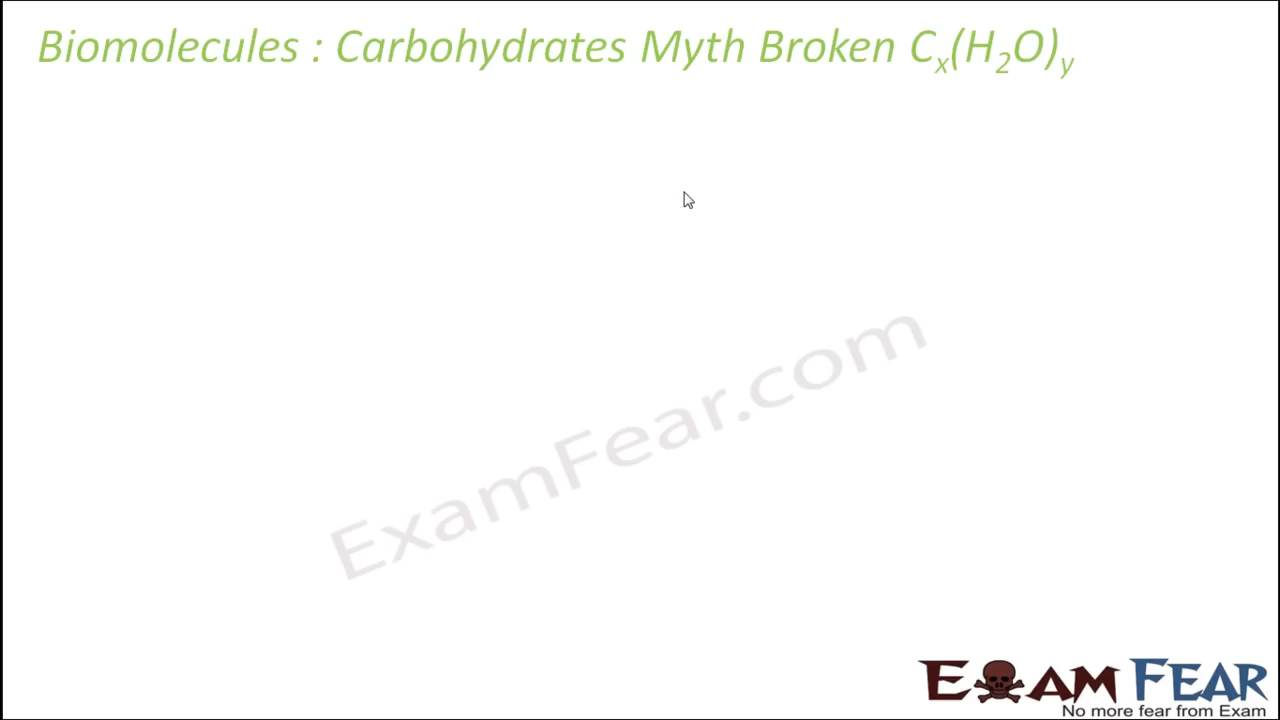 Biomolecules : Carbohydrates Myth Broken Cₓ(H₂O)ᵧ
ExamFear.com
EXAM FEAR
No more fear from Exam